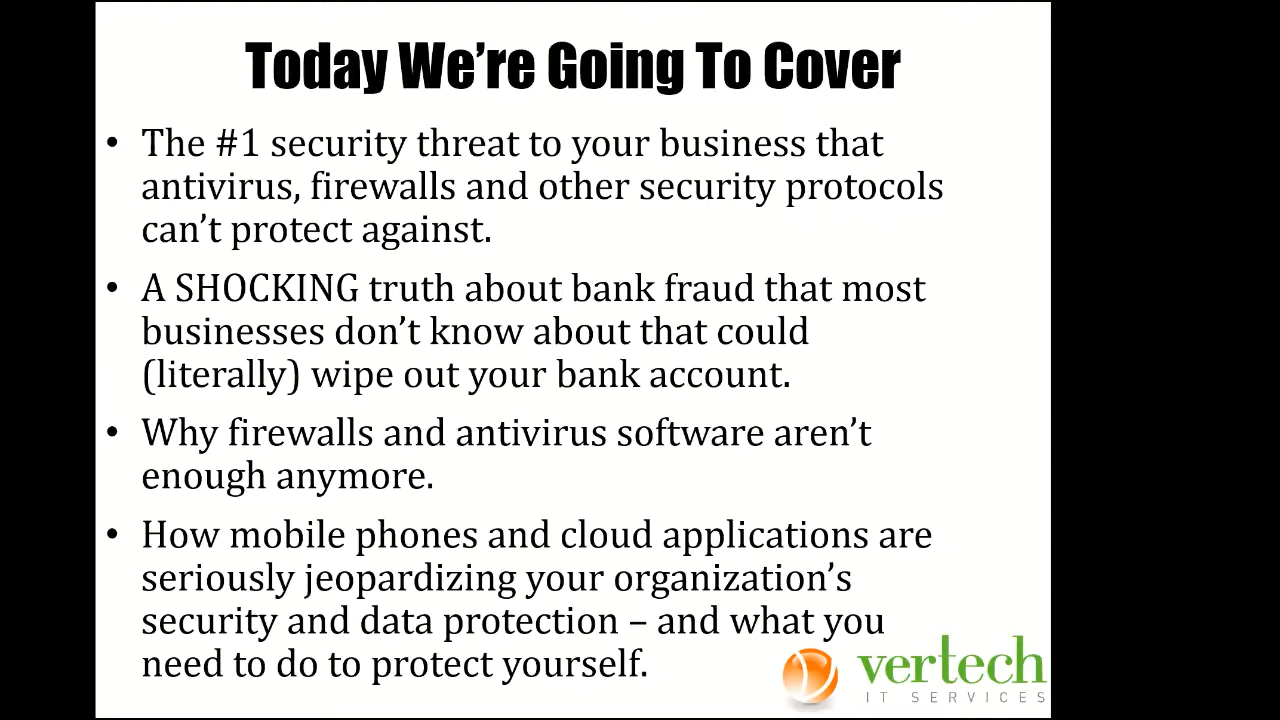 Today We’re Going To Cover
• The #1 security threat to your business that
antivirus, firewalls and other security protocols
can’t protect against.
• A SHOCKING truth about bank fraud that most
businesses don’t know about that could
(literally) wipe out your bank account.
• Why firewalls and antivirus software aren’t
enough anymore.
• How mobile phones and cloud applications are
seriously jeopardizing your organization’s
security and data protection – and what you
need to do to protect yourself.
vertech
IT SERVICES